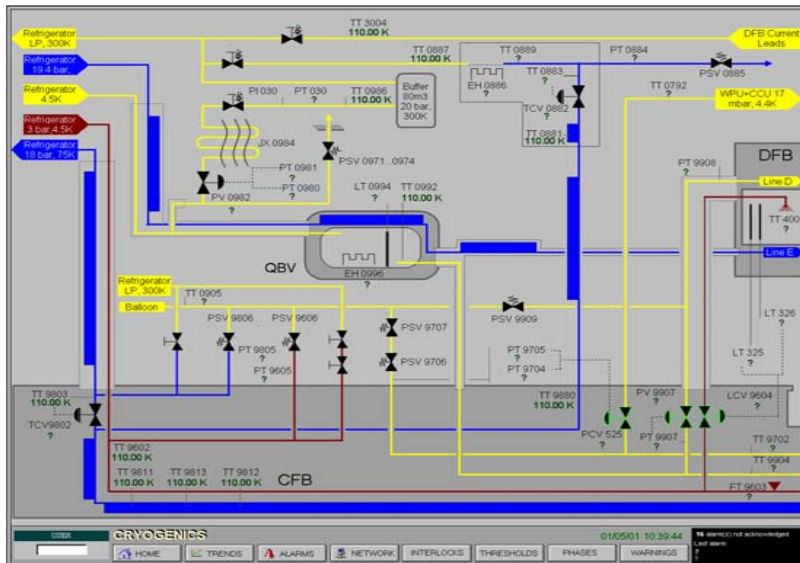 TT 3004
110.00 K
Refrigerator
LP, 300K
DFB Current
Leads
TT 0887
110.00 K
TT 0889
?
PT 0884
?
Refrigerator
19.4 bar,
PSV 0885
TT 0883
?
TT 0792
?
Refrigerator
4.5K
PI 030
?
PT 030
?
TT 0986
110.00 K
Buffer
80m3
20 bar,
300K
EH 0886
?
TCV 0882
?
WPU+CCU 17
mbar, 4.4K
Refrigerator
3 bar,4.5K
Refrigerator
18 bar, 75K
TT 0881
110.00 K
JX 0984
PSV 0971..0974
PT 0981
?
PT 0980
?
PV 0982
?
LT 0994
?
TT 0992
110.00 K
PT 9908
?
DFB
Line D
TT 400
?
QBV
EH 0996
?
Line E
Refrigerator
LP, 300K
TT 0905
?
Balloon
PSV 9806
PSV 9606
PSV 9707
PSV 9909
LT 326
?
PT 9805
?
PT 9605
?
PSV 9706
PT 9705
?
PT 9704
?
LT 325
?
TT 9803
110.00 K
TT 9880
110.00 K
PV 9907
?
LCV 9604
?
TCV9802
?
PCV 525
?
PT 9907
?
TT 9602
110.00 K
TT 9702
?
TT 9811
110.00 K
TT 9813
110.00 K
TT 9812
110.00 K
CFB
TT 9904
?
FT 9603
?
CRYOGENICS
01/05/01 10:39:44
alarm(s) not acknowledged
Last alarm
?
?
HOME
TRENDS
ALARMS
NETWORK
INTERLOCKS
THRESHOLDS
PHASES
WARNINGS